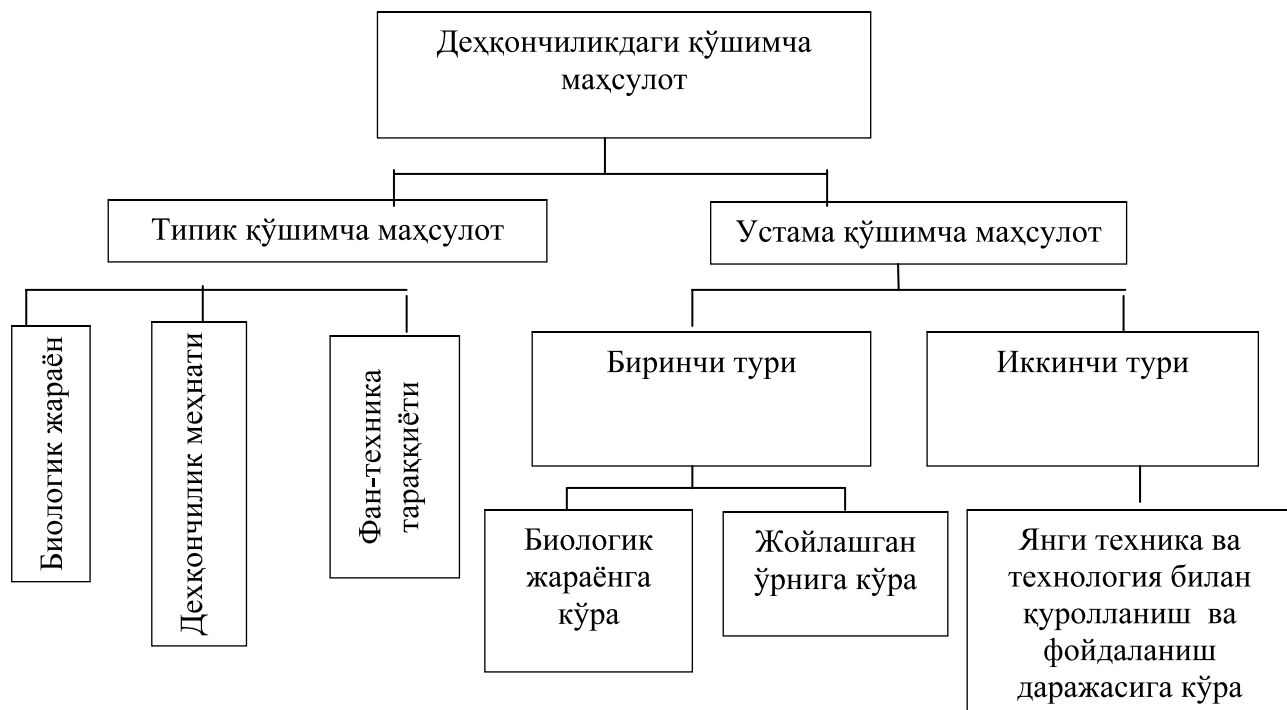 Деҳқончиликдаги қўшимча
маҳсулот
Типик қўшимча маҳсулот
Устама қўшимча маҳсулот
Биологик жараён
Деҳқончилик меҳнати
Фан-техника
тараққиёти
Биринчи тури
Иккинчи тури
Биологик
жараёнга
кўра
Жойлашган
ўрнига кўра
Янги техника ва
технология билан
қуролланиш ва
фойдаланиш
даражасига кўра